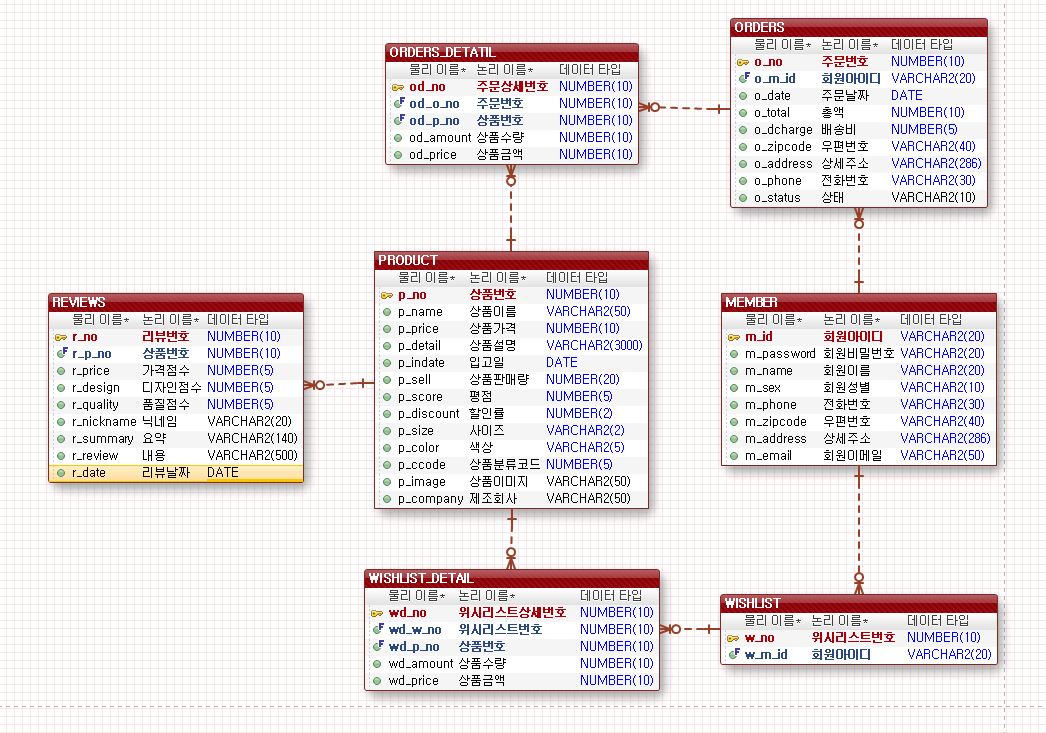 ORDERS_DETATIL
물리 이름* 논리 이름* 데이터 타입
od_no 주문상세번호 NUMBER(10)
od_o_no 주문번호 NUMBER(10)
od_p_no 상품번호 NUMBER(10)
od_amount 상품수량 NUMBER(10)
od_price 상품금액 NUMBER(10)
ORDERS
물리 이름* 논리 이름* 데이터 타입
o_no 주문번호 NUMBER(10)
o_m_id 회원아이디 VARCHAR2(20)
o_date 주문날짜 DATE
o_total 총액 NUMBER(10)
o_dcharge 배송비 NUMBER(5)
o_zipcode 우편번호 VARCHAR2(40)
o_address 상세주소 VARCHAR2(286)
o_phone 전화번호 VARCHAR2(30)
o_status 상태 VARCHAR2(10)
PRODUCT
물리 이름* 논리 이름* 데이터 타입
p_no 상품번호 NUMBER(10)
p_name 상품이름 VARCHAR2(50)
p_price 상품가격 NUMBER(10)
p_detail 상품설명 VARCHAR2(3000)
p_indate 입고일 DATE
p_sell 상품판매량 NUMBER(20)
p_score 평점 NUMBER(5)
p_discount 할인률 NUMBER(2)
p_size 사이즈 VARCHAR2(2)
p_color 색상 VARCHAR2(5)
p_ccode 상품분류코드 NUMBER(5)
p_image 상품이미지 VARCHAR2(50)
p_company 제조회사 VARCHAR2(50)
REVIEWS
물리 이름* 논리 이름* 데이터 타입
r_no 리뷰번호 NUMBER(10)
r_p_no 상품번호 NUMBER(10)
r_price 가격점수 NUMBER(5)
r_design 디자인점수 NUMBER(5)
r_quality 품질점수 NUMBER(5)
r_nickname 닉네임 VARCHAR2(20)
r_summary 요약 VARCHAR2(140)
r_review 내용 VARCHAR2(500)
r_date 리뷰날짜 DATE
MEMBER
물리 이름* 논리 이름* 데이터 타입
m_id 회원아이디 VARCHAR2(20)
m_password 회원비밀번호 VARCHAR2(20)
m_name 회원이름 VARCHAR2(20)
m_sex 회원성별 VARCHAR2(10)
m_phone 전화번호 VARCHAR2(30)
m_zipcode 우편번호 VARCHAR2(40)
m_address 상세주소 VARCHAR2(286)
m_email 회원이메일 VARCHAR2(50)
WISHLIST_DETAIL
물리 이름* 논리 이름* 데이터 타입
wd_no 위시리스트상세번호 NUMBER(10)
wd_w_no 위시리스트번호 NUMBER(10)
wd_p_no 상품번호 NUMBER(10)
wd_amount 상품수량 NUMBER(10)
wd_price 상품금액 NUMBER(10)
WISHLIST
물리 이름* 논리 이름* 데이터 타입
w_no 위시리스트번호 NUMBER(10)
w_m_id 회원아이디 VARCHAR2(20)